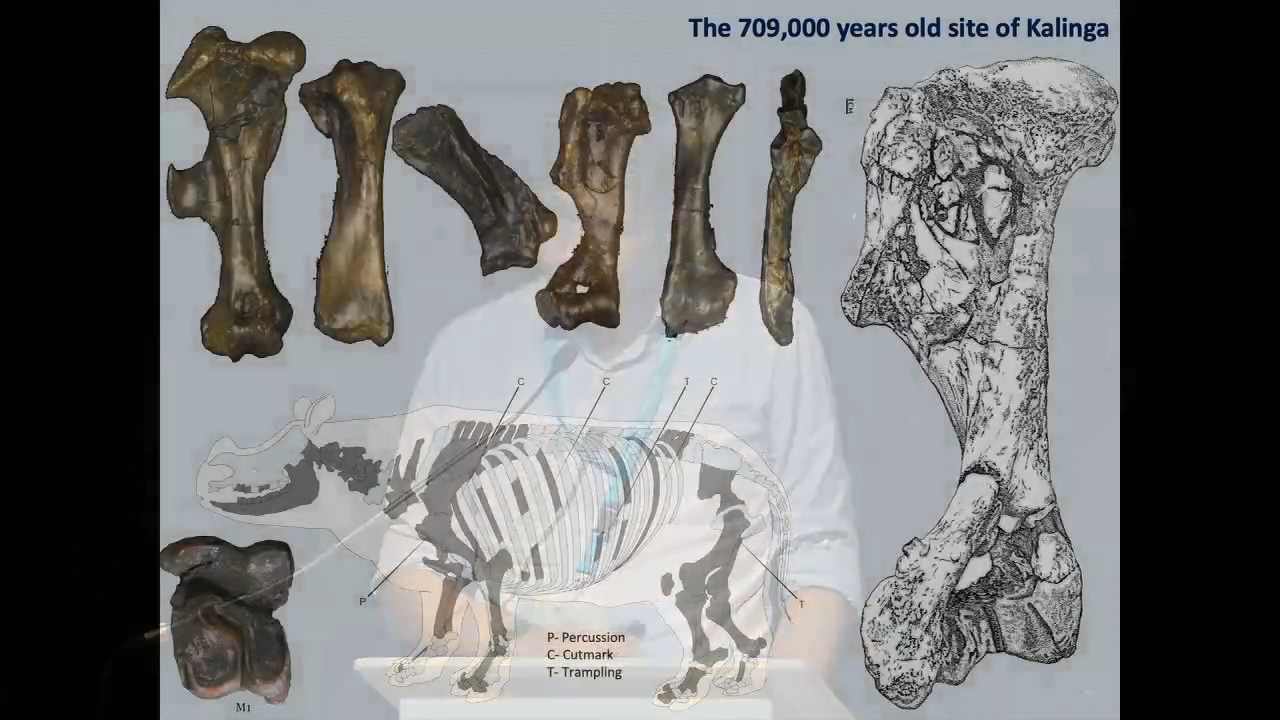 The 709,000 years old site of Kalinga
C C T C
P
T
P- Percussion
C- Cutmark
T- Trampling
M1